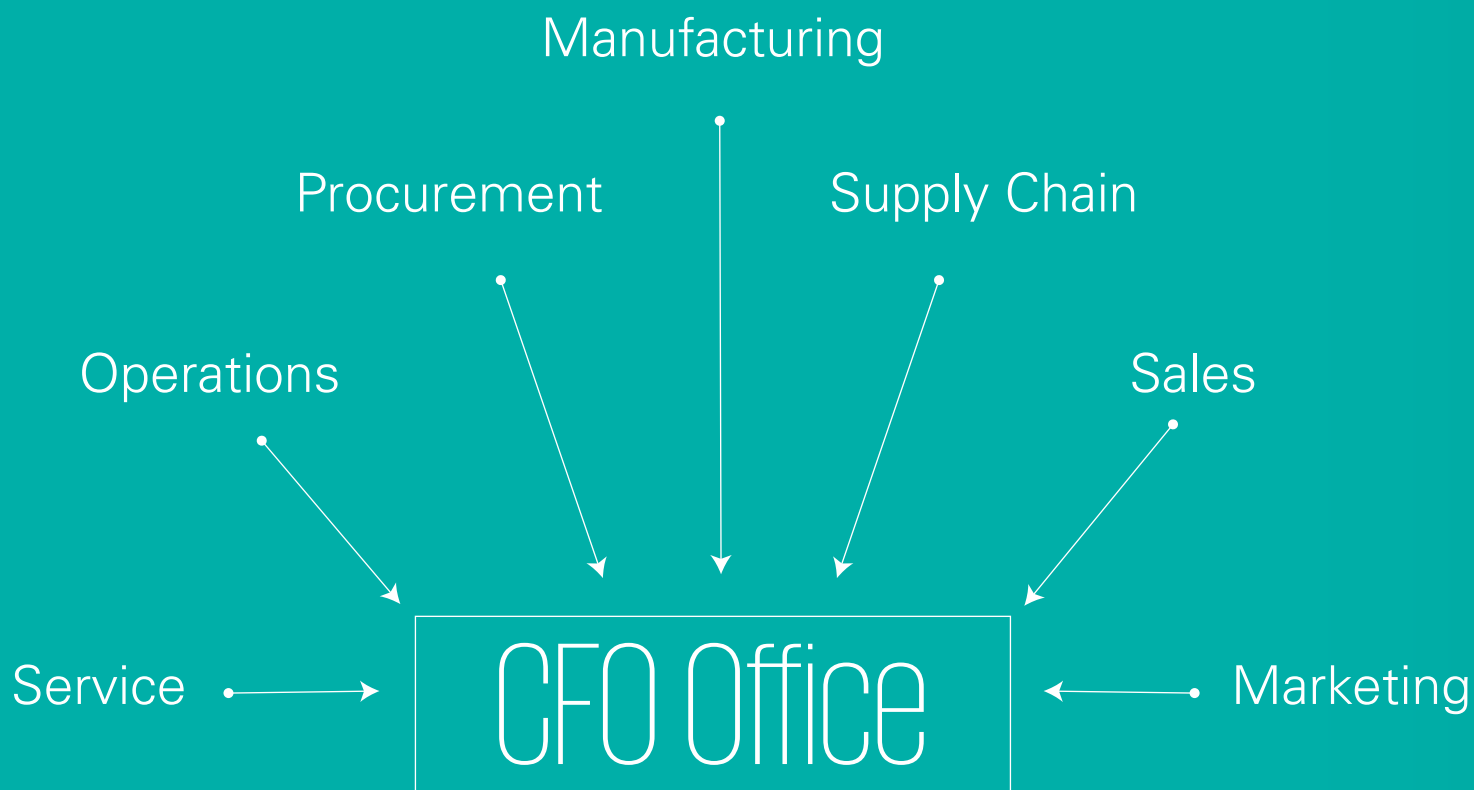 Manufacturing
Procurement
Supply Chain
Operations
Sales
Service
CFO Office
Marketing